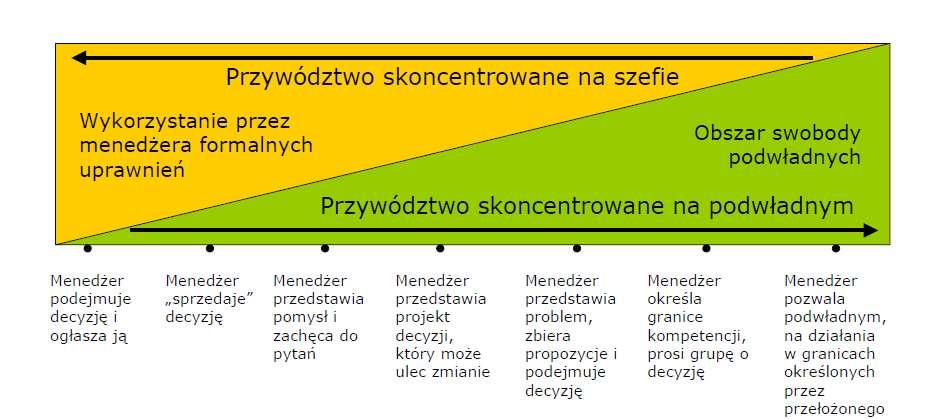 Przywództwo skoncentrowane na szefie
Wykorzystanie przez
menedżera formalnych
uprawnień
Obszar swobody
podwładnych
Przywództwo skoncentrowane na podwładnym
Menedżer
podejmuje
decyzję i
ogłasza ją
Menedżer
„sprzedaje”
decyzję
Menedżer
przedstawia
pomysł i
zachęca do
pytań
Menedżer
przedstawia
projekt
decyzji,
który może
ulec zmianie
Menedżer
przedstawia
problem,
zbiera
propozycje i
podejmuje
decyzję
Menedżer
określa
granice
kompetencji,
prosi grupę o
decyzję
Menedżer
pozwala
podwładnym,
na działania
w granicach
określonych
przez
przełożonego